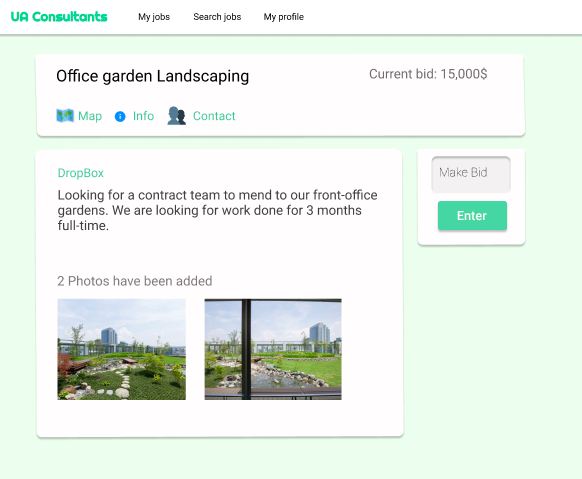 UA Consultants
My jobs
Search jobs
My profile
Office garden Landscaping
Current bid: 15,000$
Map
Info
Contact
DropBox
Looking for a contract team to mend to our front-office
gardens. We are looking for work done for 3 months
full-time.
2 Photos have been added
Make Bid
Enter